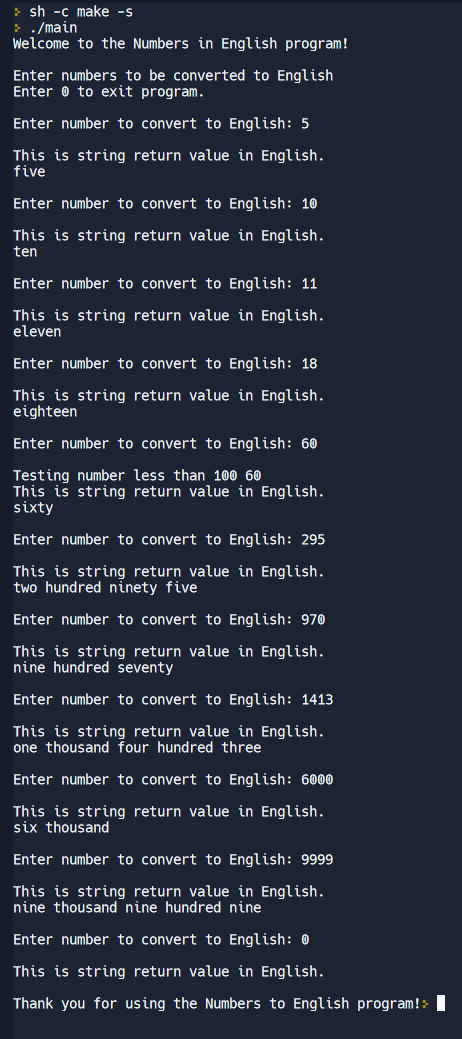 > sh -c make -s
> ./main
Welcome to the Numbers in English program!
Enter numbers to be converted to English
Enter 0 to exit program.
Enter number to convert to English: 5
This is string return value in English.
five
Enter number to convert to English: 10
This is string return value in English.
ten
Enter number to convert to English: 11
This is string return value in English.
eleven
Enter number to convert to English: 18
This is string return value in English.
eighteen
Enter number to convert to English: 60
Testing number less than 100 60
This is string return value in English.
sixty
Enter number to convert to English: 295
This is string return value in English.
two hundred ninety five
Enter number to convert to English: 970
This is string return value in English.
nine hundred seventy
Enter number to convert to English: 1413
This is string return value in English.
one thousand four hundred three
Enter number to convert to English: 6000
This is string return value in English.
six thousand
Enter number to convert to English: 9999
This is string return value in English.
nine thousand nine hundred nine
Enter number to convert to English: 0
This is string return value in English.
Thank you for using the Numbers to English program!>